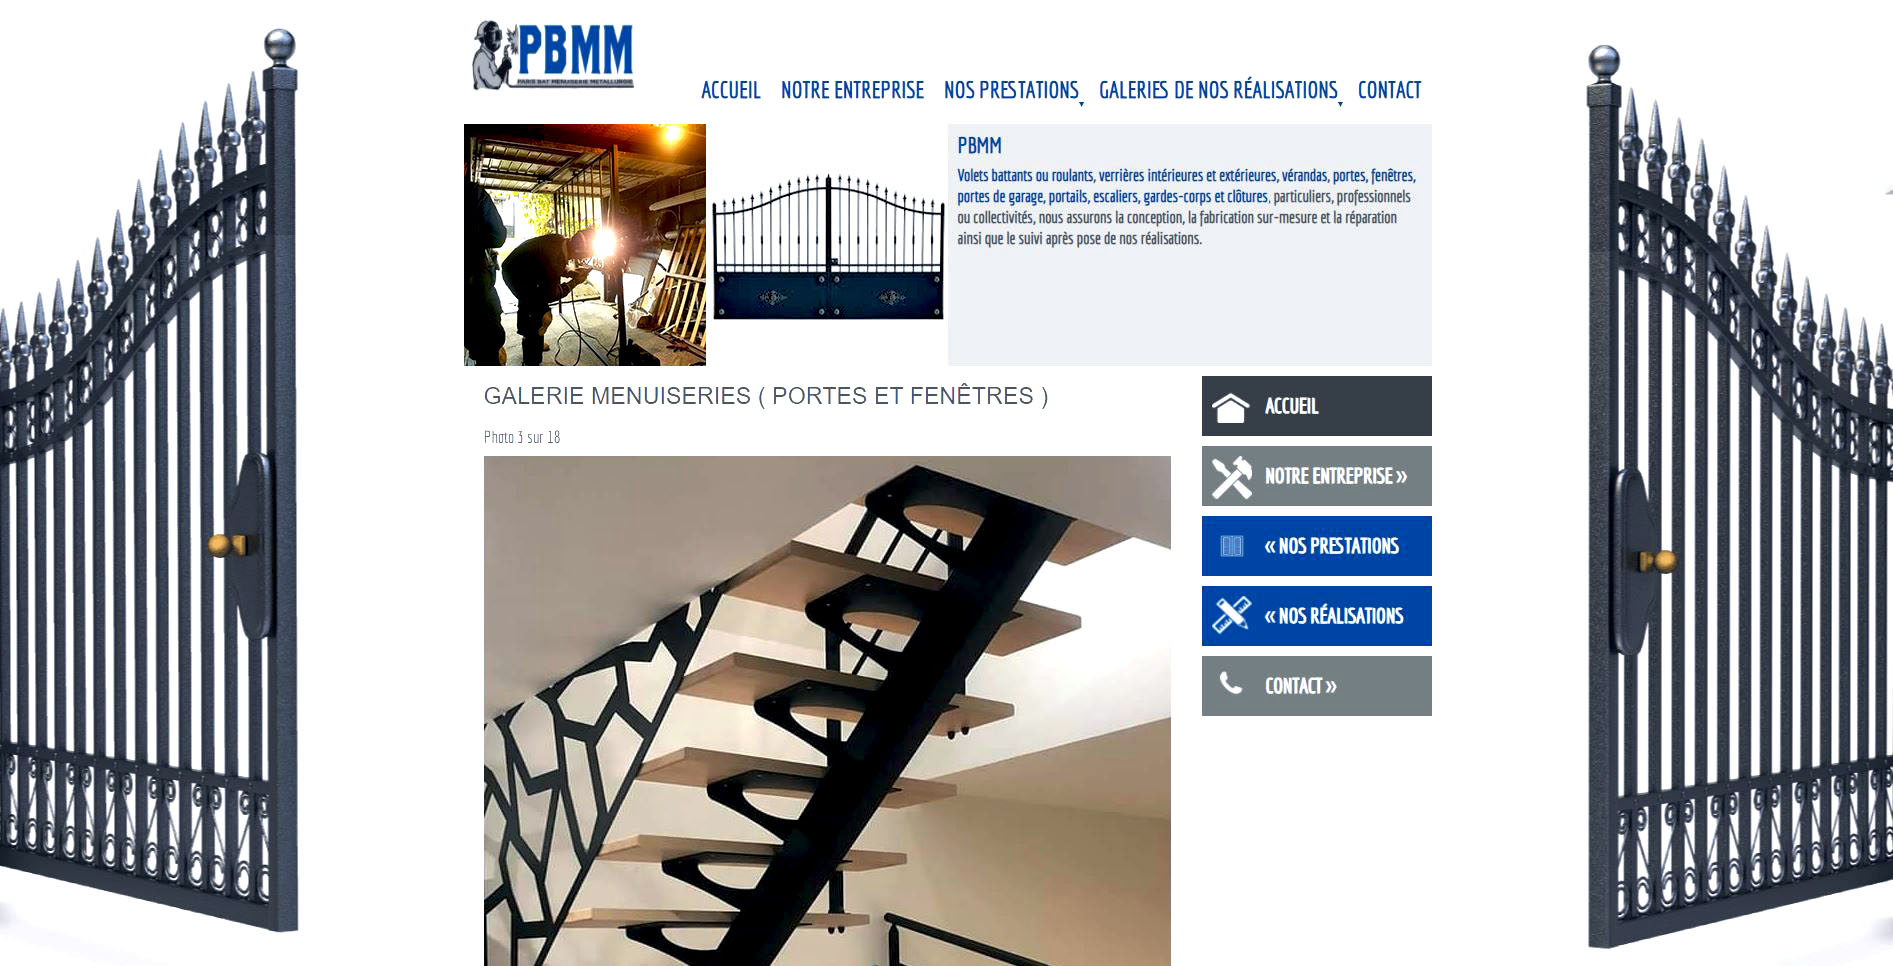 PBMM
PARIS BAT MENUISERIE METALLURGIE
ACCUEIL NOTRE ENTREPRISE NOS PRESTATIONS GALERIES DE NOS RÉALISATIONS CONTACT
PBMM
Volets battants ou roulants, verrières intérieures et extérieures, vérandas, portes, fenêtres,
portes de garage, portails, escaliers, gardes-corps et clôtures, particuliers, professionnels
ou collectivités, nous assurons la conception, la fabrication sur-mesure et la réparation
ainsi que le suivi après pose de nos réalisations.
GALERIE MENUISERIES ( PORTES ET FENÊTRES )
Photo 3 sur 18
ACCUEIL
NOTRE ENTREPRISE »
« NOS PRESTATIONS
« NOS RÉALISATIONS
CONTACT »